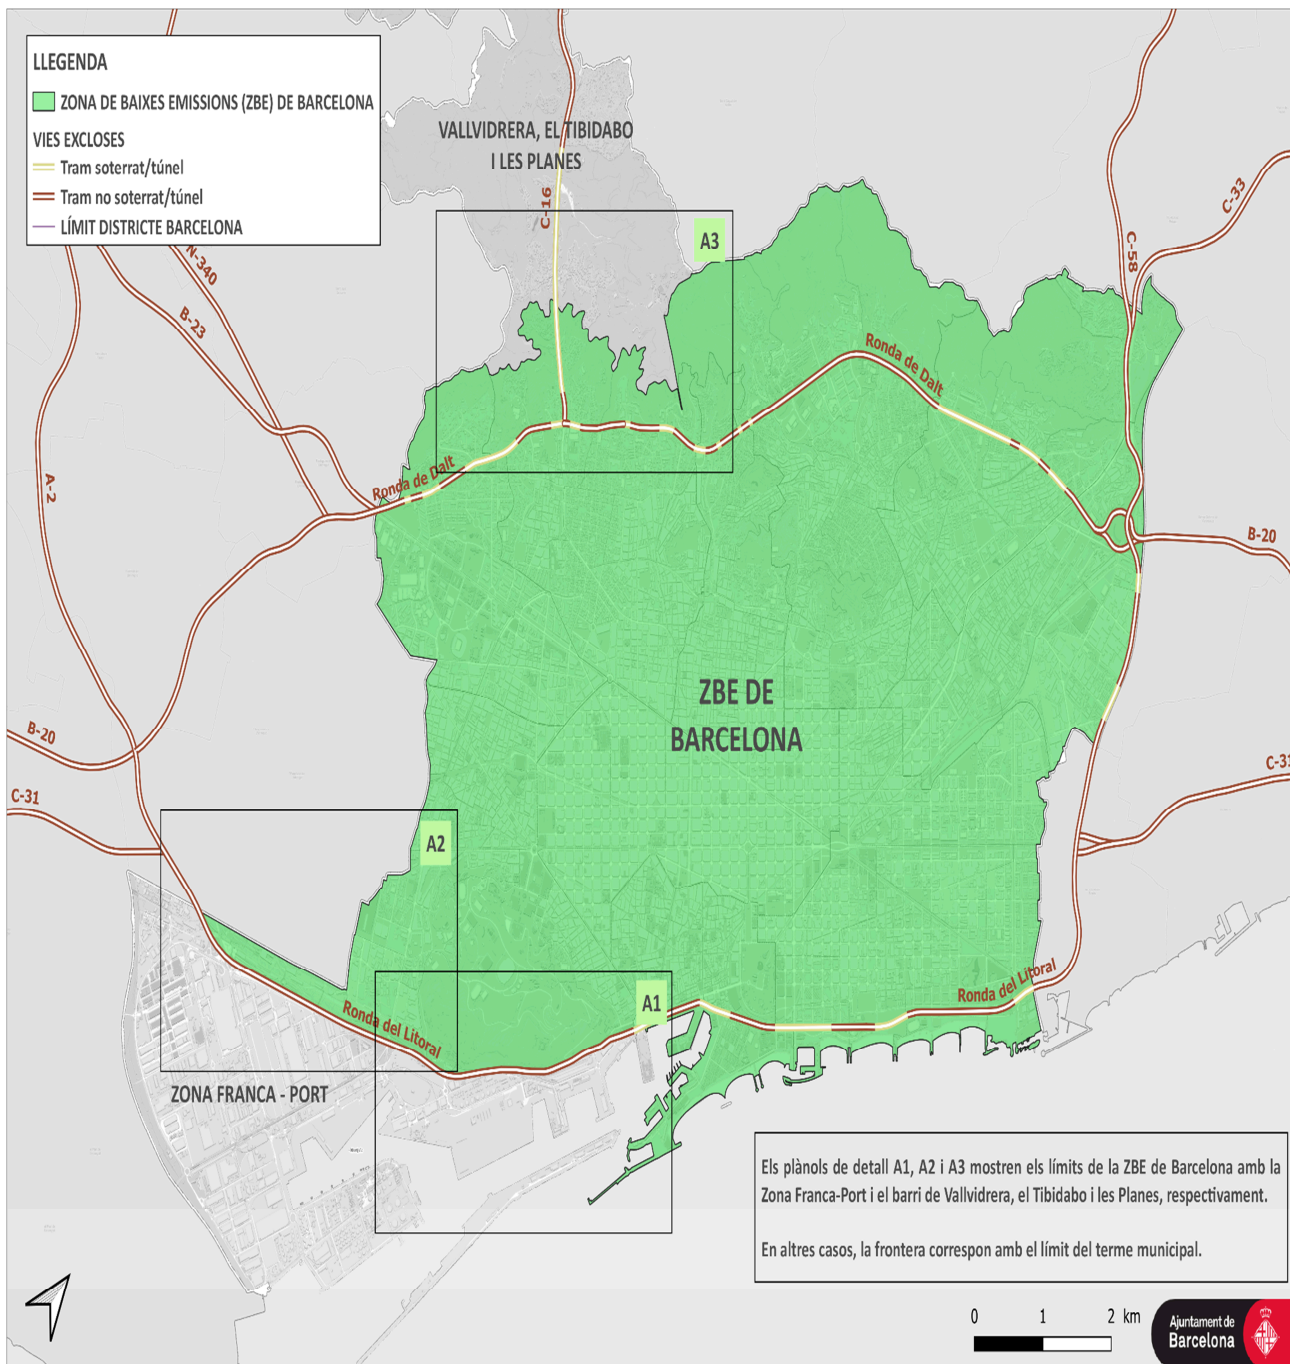 LLEGENDA
ZONA DE BAIXES EMISSIONS (ZBE) DE BARCELONA
VIES EXCLOSES
Tram soterrat/túnel
Tram no soterrat/túnel
LÍMIT DISTRICTE BARCELONA
VALLVIDRERA, EL TIBIDABO
I LES PLANES
C-16
A3
C-33
C-58
N-340
B-23
A-2
Ronda de Dalt
Ronda de Dalt
B-20
ZBE DE
BARCELONA
B-20
C-31
C-31
A2
A1
Ronda del Litoral
Ronda del Litoral
ZONA FRANCA - PORT
Els plànols de detall A1, A2 i A3 mostren els límits de la ZBE de Barcelona amb la
Zona Franca-Port i el barri de Vallvidrera, el Tibidabo i les Planes, respectivament.
En altres casos, la frontera correspon amb el límit del terme municipal.
0 1 2 km
Ajuntament de
Barcelona